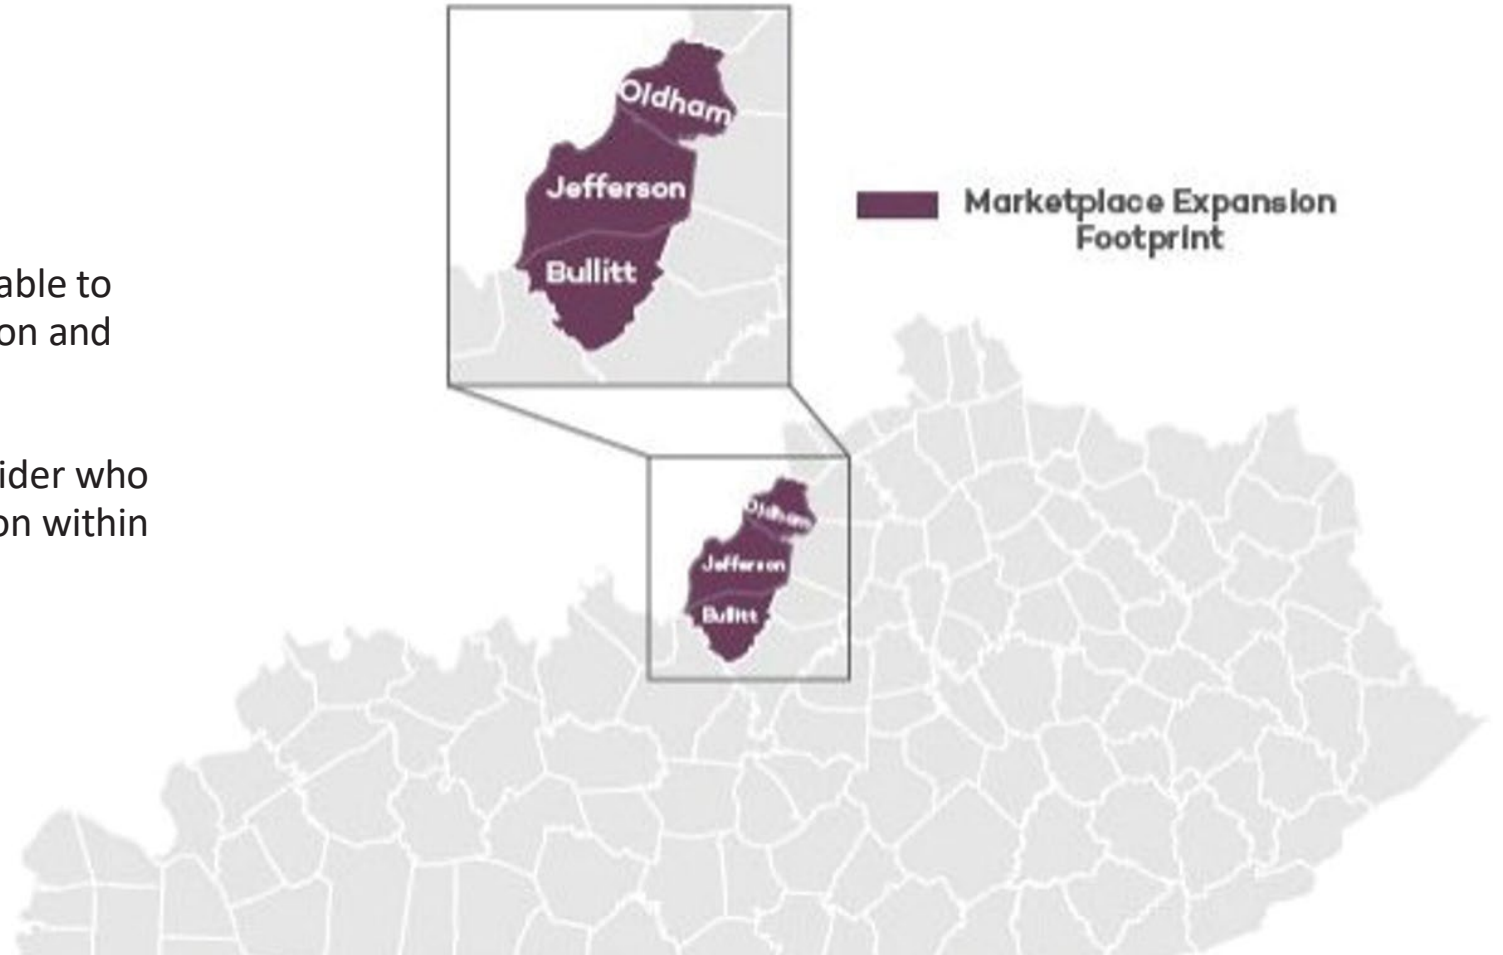 able to
on and
ider who
on within
Oldham
Jefferson
Bullitt
Marketplace Expansion
Footprint
Oldham
Jefferson
Bullitt